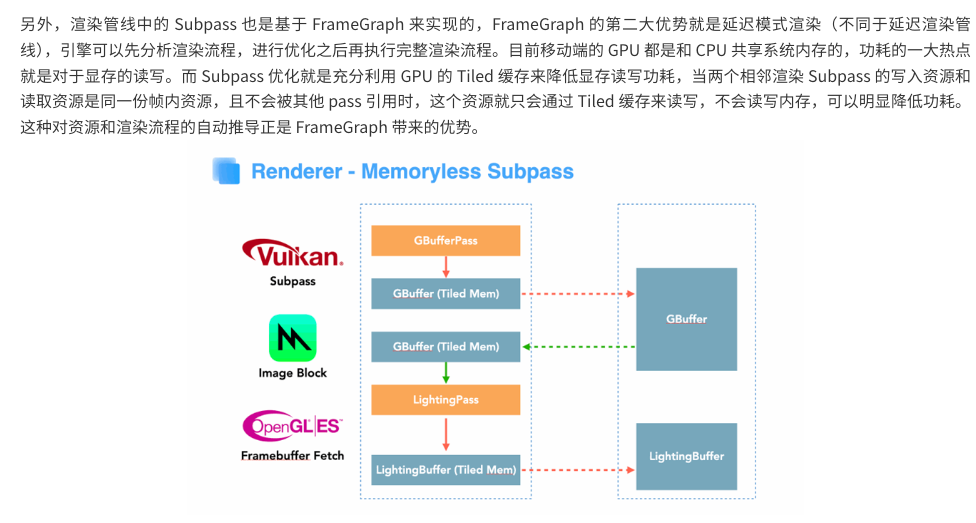 另外，渲染管线中的 Subpass 也是基于 FrameGraph 来实现的，FrameGraph 的第二大优势就是延迟模式渲染（不同于延迟渲染管
线），引擎可以先分析渲染流程，进行优化之后再执行完整渲染流程。目前移动端的 GPU 都是和 CPU 共享系统内存的，功耗的一大热点
就是对于显存的读写。而 Subpass 优化就是充分利用 GPU 的 Tiled 缓存来降低显存读写功耗，当两个相邻渲染 Subpass 的写入资源和
读取资源是同一份帧内资源，且不会被其他 pass 引用时，这个资源就只会通过 Tiled 缓存来读写，不会读写内存，可以明显降低功耗。
这种对资源和渲染流程的自动推导正是 FrameGraph 带来的优势。
Renderer - Memoryless Subpass
Vulkan.
Subpass
Image Block
OpenGL|ES™
Framebuffer Fetch
GBufferPass
GBuffer (Tiled Mem)
GBuffer (Tiled Mem)
LightingPass
LightingBuffer (Tiled Mem)
GBuffer
LightingBuffer